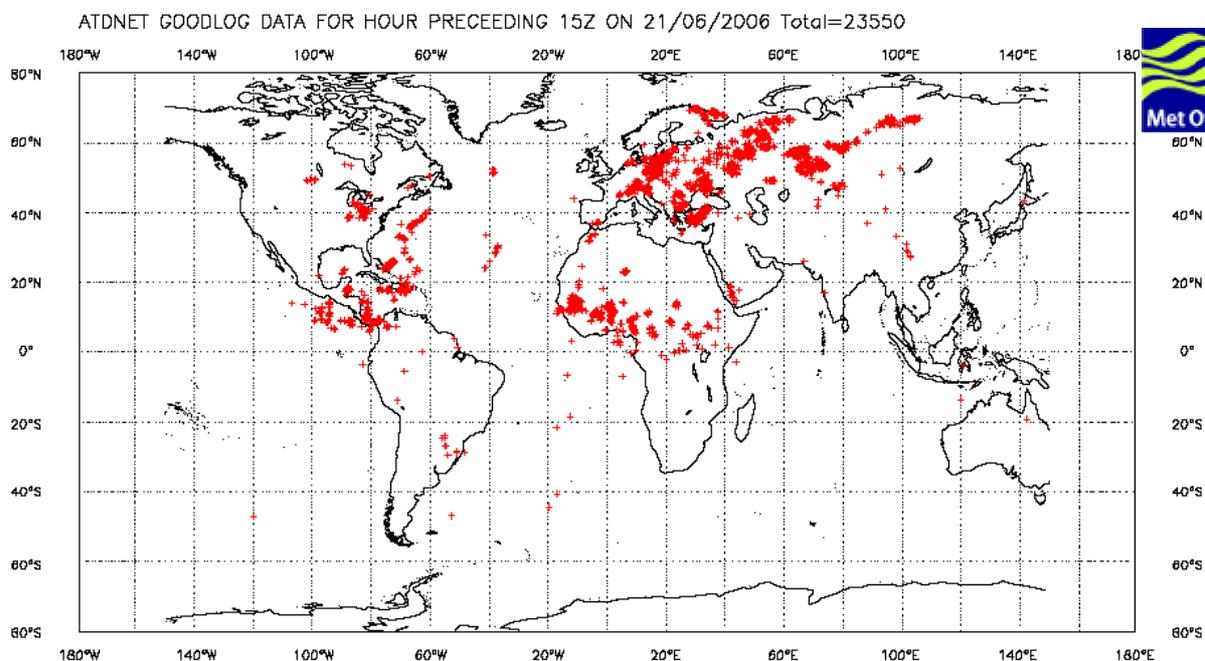 ATDNET GOODLOG DATA FOR HOUR PRECEEDING 15Z ON 21/06/2006 Total=23550
180°W 140°W 100°W 60°W 20°W 20°E 60°E 100°E 140°E 180
80°N
Met O
60°N 60°N
40°N 40°N
20°N 20°N
0° 0°
20°S 20°S
40°S 40°S
60°S 60°S
80°S 80°S
180°W 140°W 100°W 60°W 20°W 20°E 60°E 100°E 140°E 180°E